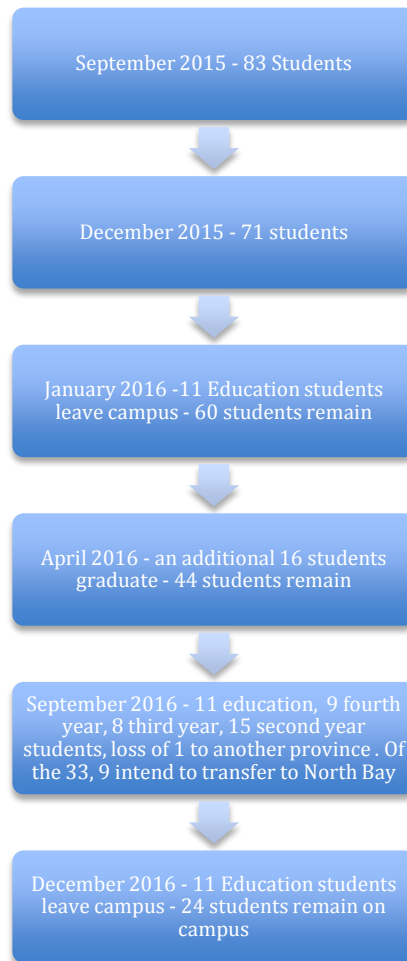 September 2015 - 83 Students
December 2015 - 71 students
January 2016 -11 Education students
leave campus - 60 students remain
April 2016 - an additional 16 students
graduate - 44 students remain
September 2016 - 11 education,  9 fourth
year, 8 third year, 15 second year
students, loss of 1 to another province . Of
the 33, 9 intend to transfer to North Bay
December 2016 - 11 Education students
leave campus - 24 students remain on
campus